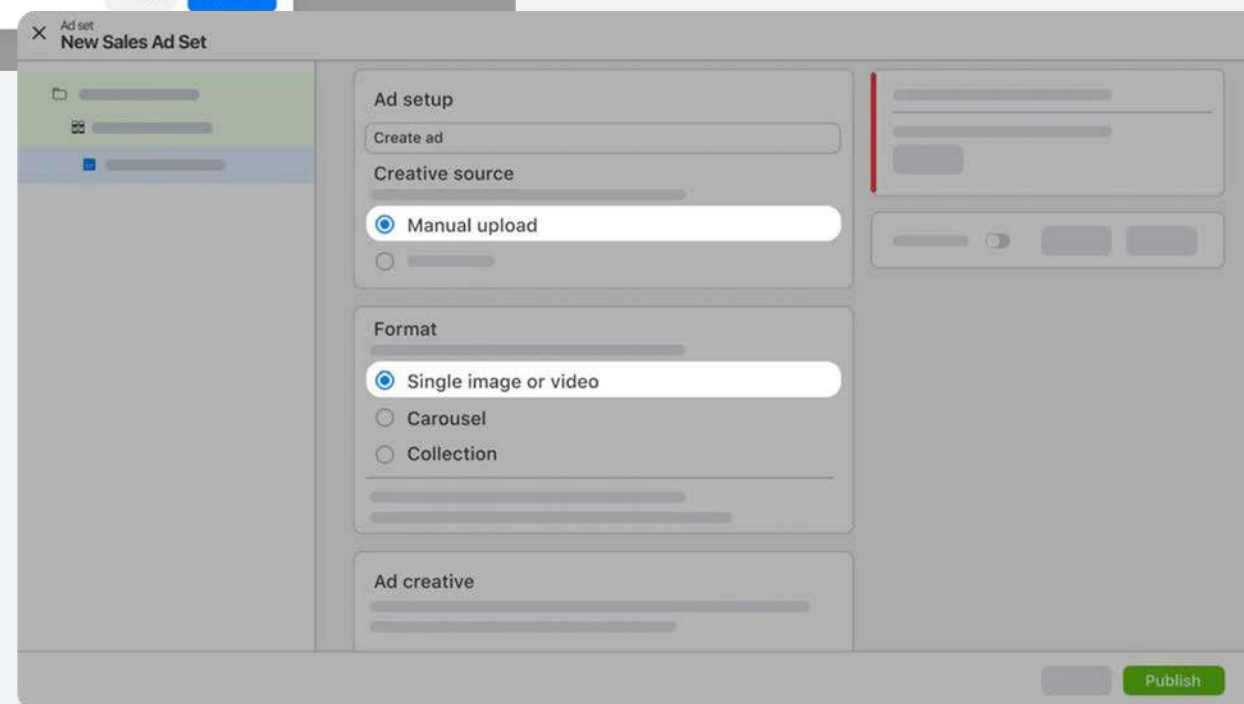 Ad set
New Sales Ad Set
Ad setup
Create ad
Creative source
Manual upload
Format
Single image or video
Carousel
Collection
Ad creative
Publish